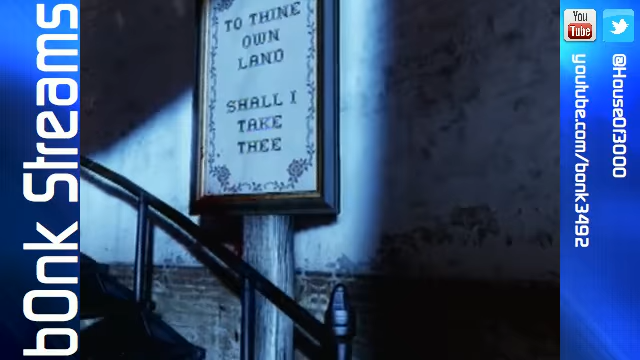 TO THINE
OWN
LAND
SHALL I
TAKE
THEE
b0nk Streams
You
Tube
youtube.com/bonk3492
@HouseOf3000